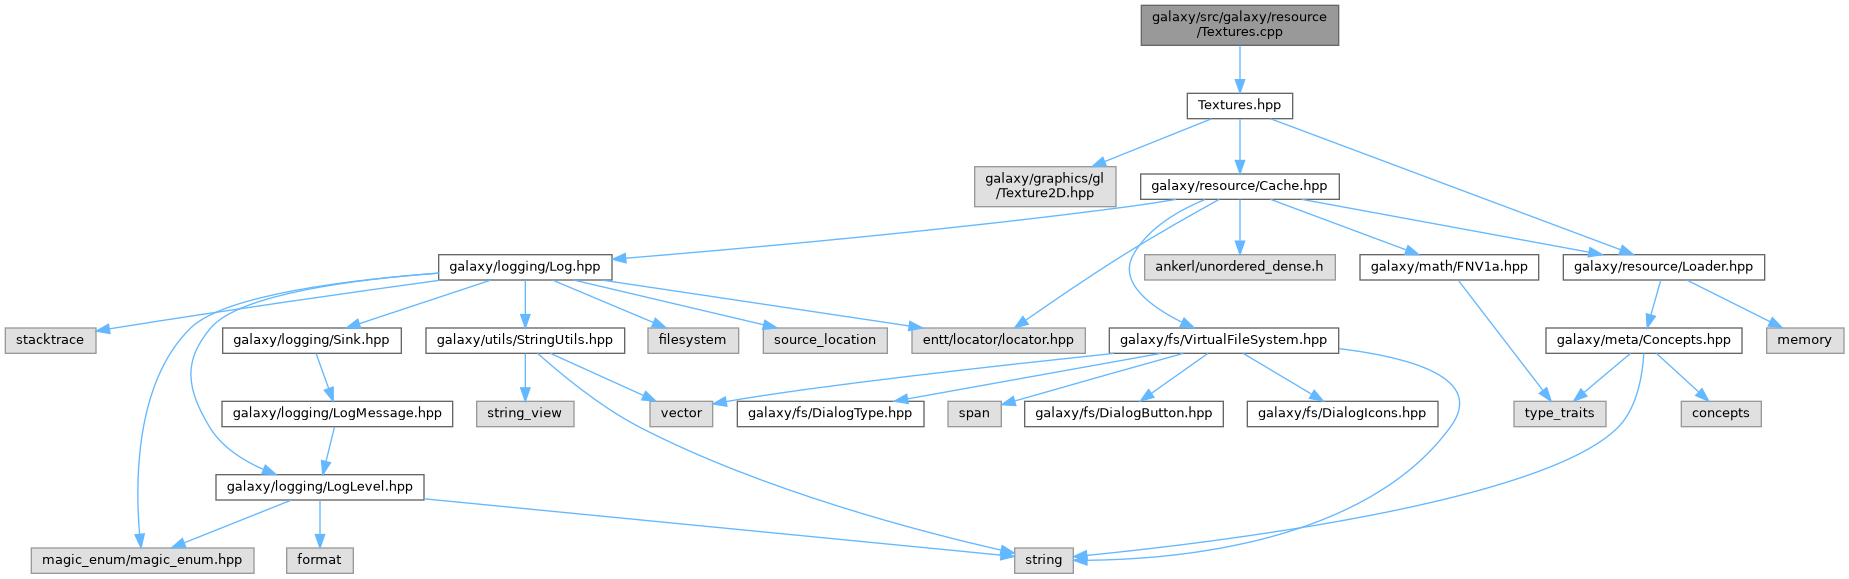 galaxy/src/galaxy/resource
/Textures.cpp
Textures.hpp
galaxy/graphics/gl
/Texture2D.hpp
galaxy/resource/Cache.hpp
galaxy/logging/Log.hpp
ankerl/unordered_dense.h
galaxy/math/FNV1a.hpp
galaxy/resource/Loader.hpp
stacktrace
galaxy/logging/Sink.hpp
galaxy/utils/StringUtils.hpp
filesystem
source_location
entt/locator/locator.hpp
galaxy/fs/VirtualFileSystem.hpp
galaxy/meta/Concepts.hpp
memory
galaxy/logging/LogMessage.hpp
string_view
vector
galaxy/fs/DialogType.hpp
span
galaxy/fs/DialogButton.hpp
galaxy/fs/DialogIcons.hpp
type_traits
concepts
galaxy/logging/LogLevel.hpp
magic_enum/magic_enum.hpp
format
string